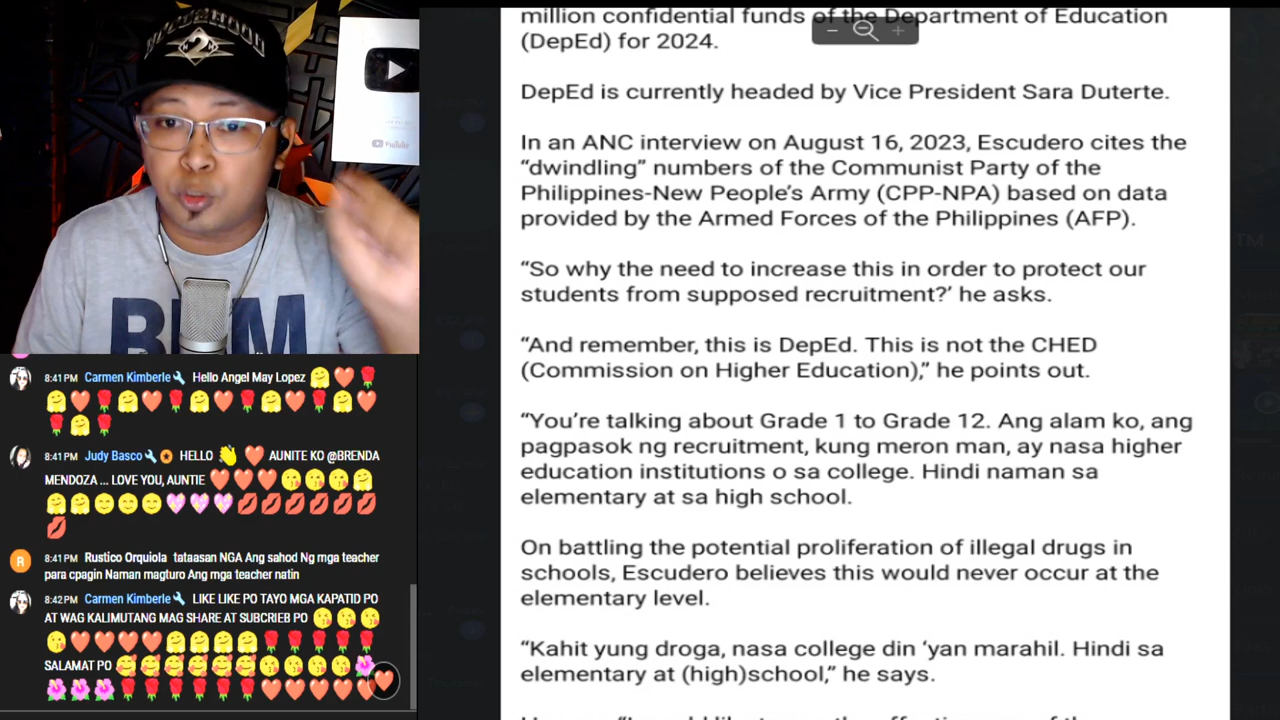 million confidential funds of the Department of Education
(DepEd) for 2024.
DepEd is currently headed by Vice President Sara Duterte.
In an ANC interview on August 16, 2023, Escudero cites the
“dwindling” numbers of the Communist Party of the
Philippines-New People’s Army (CPP-NPA) based on data
provided by the Armed Forces of the Philippines (AFP).
“So why the need to increase this in order to protect our
students from supposed recruitment?’ he asks.
“And remember, this is DepEd. This is not the CHED
(Commission on Higher Education),” he points out.
“You’re talking about Grade 1 to Grade 12. Ang alam ko, ang
pagpasok ng recruitment, kung meron man, ay nasa higher
education institutions o sa college. Hindi naman sa
elementary at sa high school.
On battling the potential proliferation of illegal drugs in
schools, Escudero believes this would never occur at the
elementary level.
“Kahit yung droga, nasa college din ‘yan marahil. Hindi sa
elementary at (high)school,” he says.
YouTube
BBM
8:41 PM Carmen Kimberle Hello Angel May Lopez
8:41 PM Judy Basco HELLO AUNITE KO @BRENDA
MENDOZA ... LOVE YOU, AUNTIE
R
8:41 PM Rustico Orquiola tataasan NGA Ang sahod Ng mga teacher
para cpagin Naman magturo Ang mga teacher natin
8:42 PM Carmen Kimberle LIKE LIKE PO TAYO MGA KAPATID PO
AT WAG KALIMUTANG MAG SHARE AT SUBCRIEB PO
SALAMAT PO